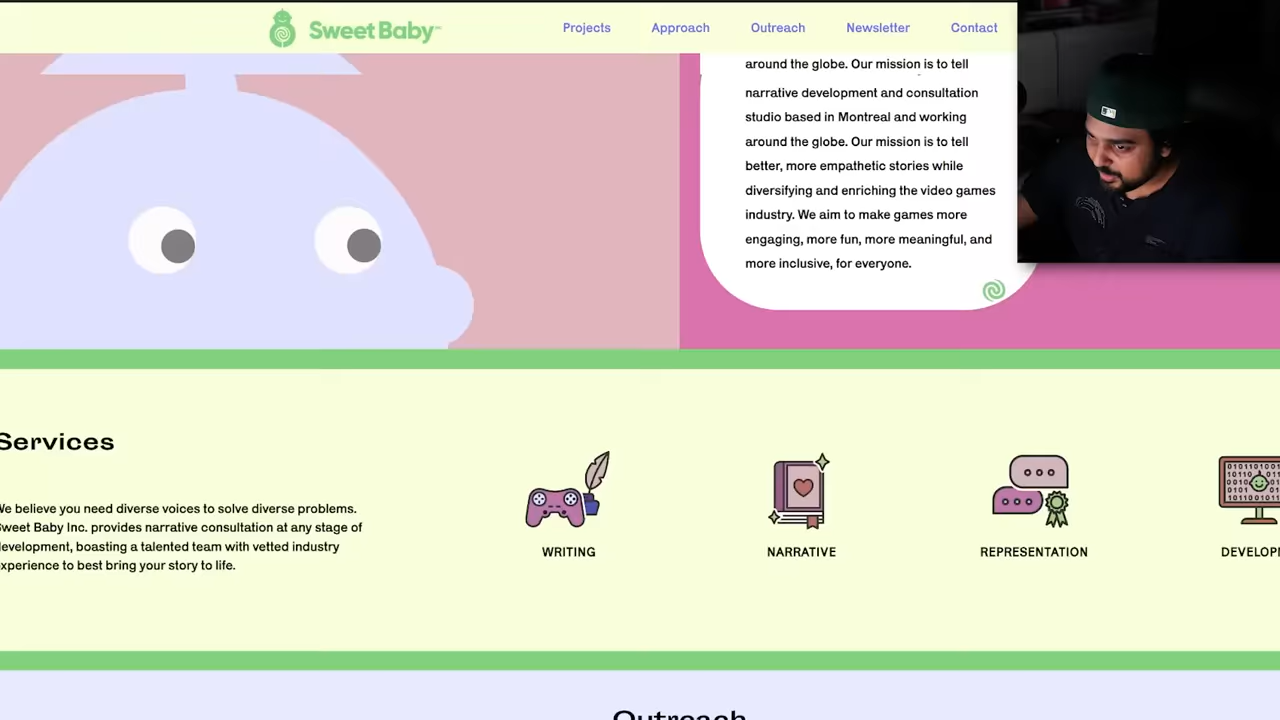 Sweet Baby
Projects
Approach
Outreach
Newsletter
Contact
around the globe. Our mission is to tell
narrative development and consultation
studio based in Montreal and working
around the globe. Our mission is to tell
better, more empathetic stories while
diversifying and enriching the video games
industry. We aim to make games more
engaging, more fun, more meaningful, and
more inclusive, for everyone.
Services
We believe you need diverse voices to solve diverse problems.
Sweet Baby Inc. provides narrative consultation at any stage of
development, boasting a talented team with vetted industry
experience to best bring your story to life.
WRITING
NARRATIVE
REPRESENTATION
DEVELOP
Outreach